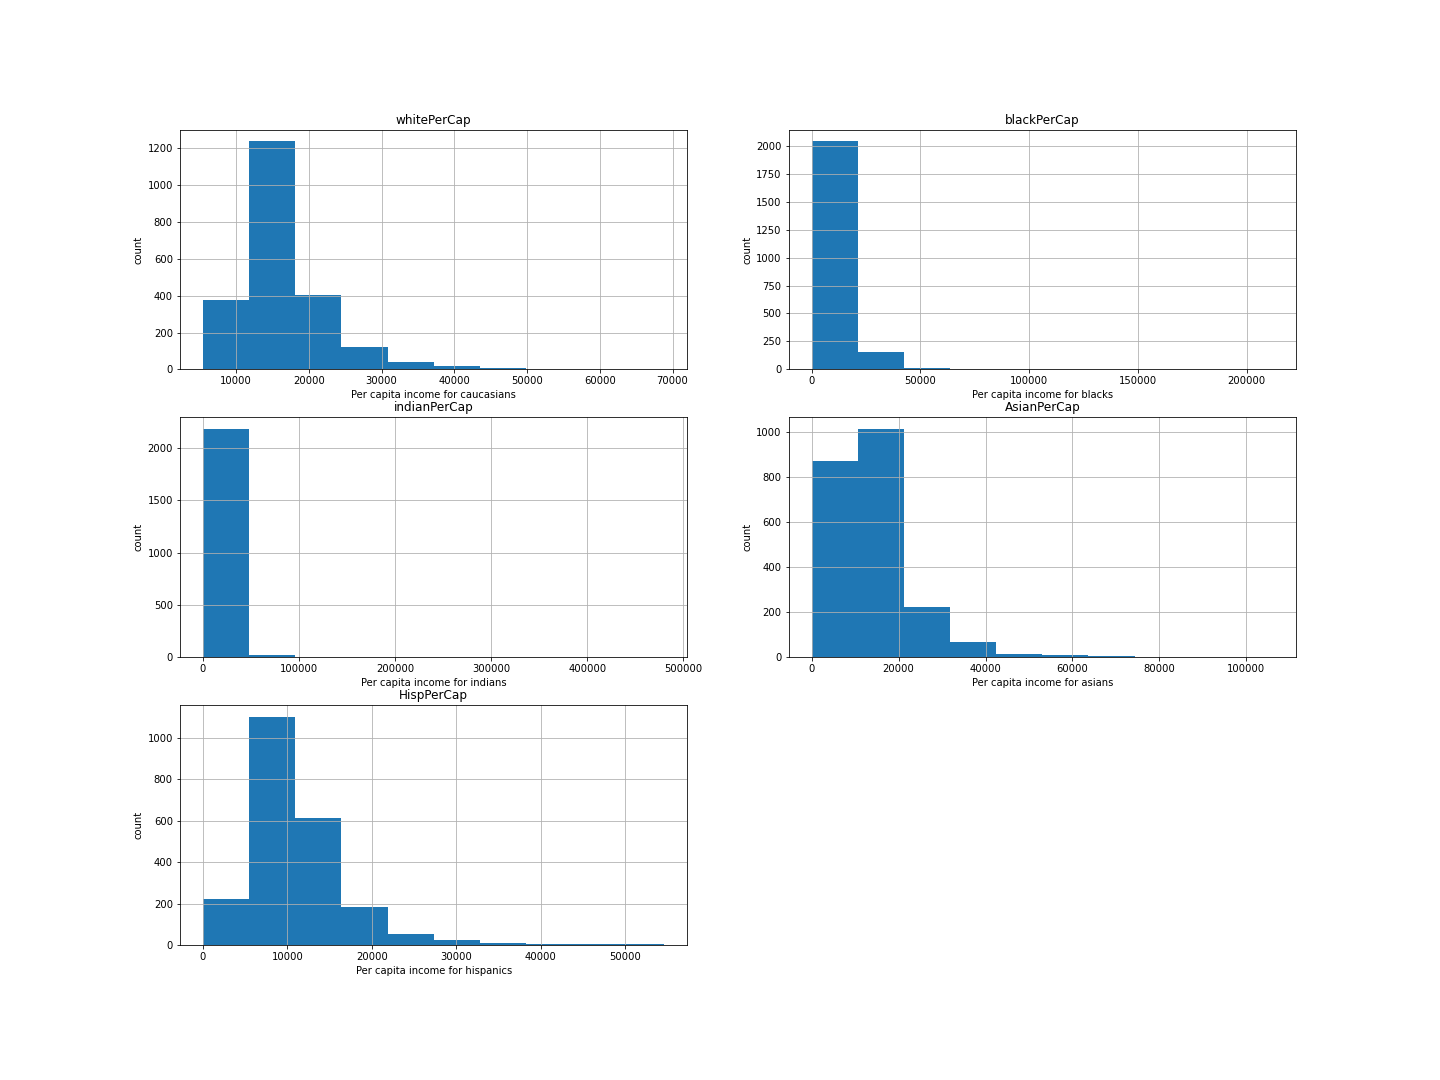 whitePerCap
1200
1000
800
600
400
200
0
count
10000 20000 30000 40000 50000 60000 70000
Per capita income for caucasians
blackPerCap
2000
1750
1500
1250
1000
750
500
250
0
count
0 50000 100000 150000 200000
Per capita income for blacks
indianPerCap
2000
1500
1000
500
0
count
0 100000 200000 300000 400000 500000
Per capita income for indians
AsianPerCap
1000
800
600
400
200
0
count
0 20000 40000 60000 80000 100000
Per capita income for asians
HispPerCap
1000
800
600
400
200
0
count
0 10000 20000 30000 40000 50000
Per capita income for hispanics